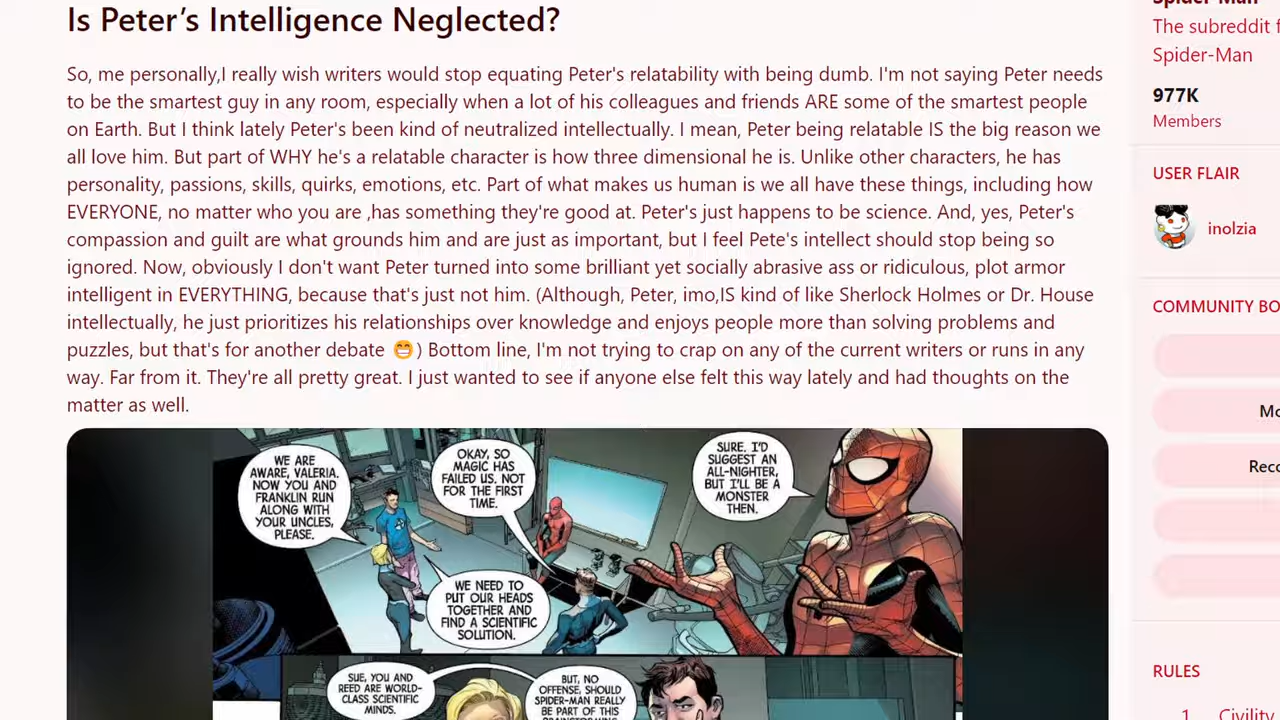 Is Peter’s Intelligence Neglected?
So, me personally,I really wish writers would stop equating Peter's relatability with being dumb. I'm not saying Peter needs
to be the smartest guy in any room, especially when a lot of his colleagues and friends ARE some of the smartest people
on Earth. But I think lately Peter's been kind of neutralized intellectually. I mean, Peter being relatable IS the big reason we
all love him. But part of WHY he's a relatable character is how three dimensional he is. Unlike other characters, he has
personality, passions, skills, quirks, emotions, etc. Part of what makes us human is we all have these things, including how
EVERYONE, no matter who you are ,has something they're good at. Peter's just happens to be science. And, yes, Peter's
compassion and guilt are what grounds him and are just as important, but I feel Pete's intellect should stop being so
ignored. Now, obviously I don't want Peter turned into some brilliant yet socially abrasive ass or ridiculous, plot armor
intelligent in EVERYTHING, because that's just not him. (Although, Peter, imo,IS kind of like Sherlock Holmes or Dr. House
intellectually, he just prioritizes his relationships over knowledge and enjoys people more than solving problems and
puzzles, but that's for another debate 😁) Bottom line, I'm not trying to crap on any of the current writers or runs in any
way. Far from it. They're all pretty great. I just wanted to see if anyone else felt this way lately and had thoughts on the
matter as well.
WE ARE
AWARE, VALERIA.
NOW YOU AND
FRANKLIN RUN
ALONG WITH
YOUR UNCLES,
PLEASE.
OKAY, SO
MAGIC HAS
FAILED US. NOT
FOR THE FIRST
TIME.
WE NEED TO
PUT OUR HEADS
TOGETHER AND
FIND A SCIENTIFIC
SOLUTION.
SURE. I'D
SUGGEST AN
ALL-NIGHTER,
BUT I'LL BE A
MONSTER
THEN.
SUE, YOU AND
REED ARE WORLD-
CLASS SCIENTIFIC
MINDS.
BUT, NO
OFFENSE, SHOULD
SPIDER-MAN REALLY
BE PART OF THIS
Spider-Man
The subreddit f
Spider-Man
977K
Members
USER FLAIR
inolzia
COMMUNITY BO
Mo
Reco
RULES
1 Civility